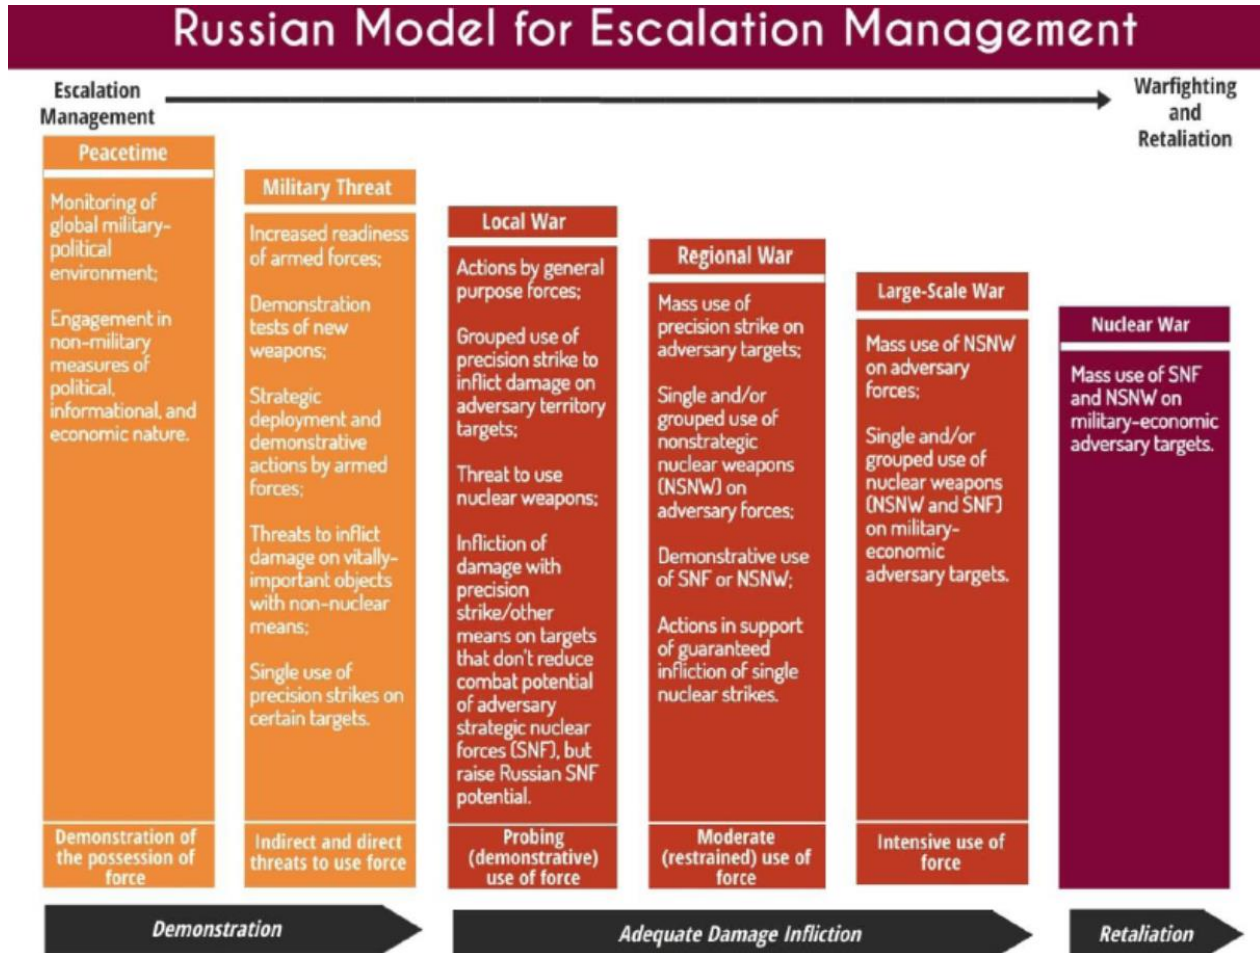 Russian Model for Escalation Management
Escalation
Management
Warfighting
and
Retaliation
Peacetime
Monitoring of
global military-
political
environment;
Engagement in
non-military
measures of
political,
informational, and
economic nature.
Demonstration of
the possession of
force
Military Threat
Increased readiness
of armed forces;
Demonstration
tests of new
weapons;
Strategic
deployment and
demonstrative
actions by armed
forces;
Threats to inflict
damage on vitally-
important objects
with non-nuclear
means;
Single use of
precision strikes on
certain targets.
Indirect and direct
threats to use force
Local War
Actions by general
purpose forces;
Grouped use of
precision strike to
inflict damage on
adversary territory
targets;
Threat to use
nuclear weapons;
Infliction of
damage with
precision
strike/other
means on targets
that don't reduce
combat potential
of adversary
strategic nuclear
forces (SNF), but
raise Russian SNF
potential.
Probing
(demonstrative)
use of force
Regional War
Mass use of
precision strike on
adversary targets;
Single and/or
grouped use of
nonstrategic
nuclear weapons
(NSNW) on
adversary forces;
Demonstrative use
of SNF or NSNW;
Actions in support
of guaranteed
infliction of single
nuclear strikes.
Moderate
(restrained) use of
force
Large-Scale War
Mass use of NSNW
on adversary
forces;
Single and/or
grouped use of
nuclear weapons
(NSNW and SNF)
on military-
economic
adversary targets.
Intensive use of
force
Nuclear War
Mass use of SNF
and NSNW on
military-economic
adversary targets.
Demonstration
Adequate Damage Infliction
Retaliation